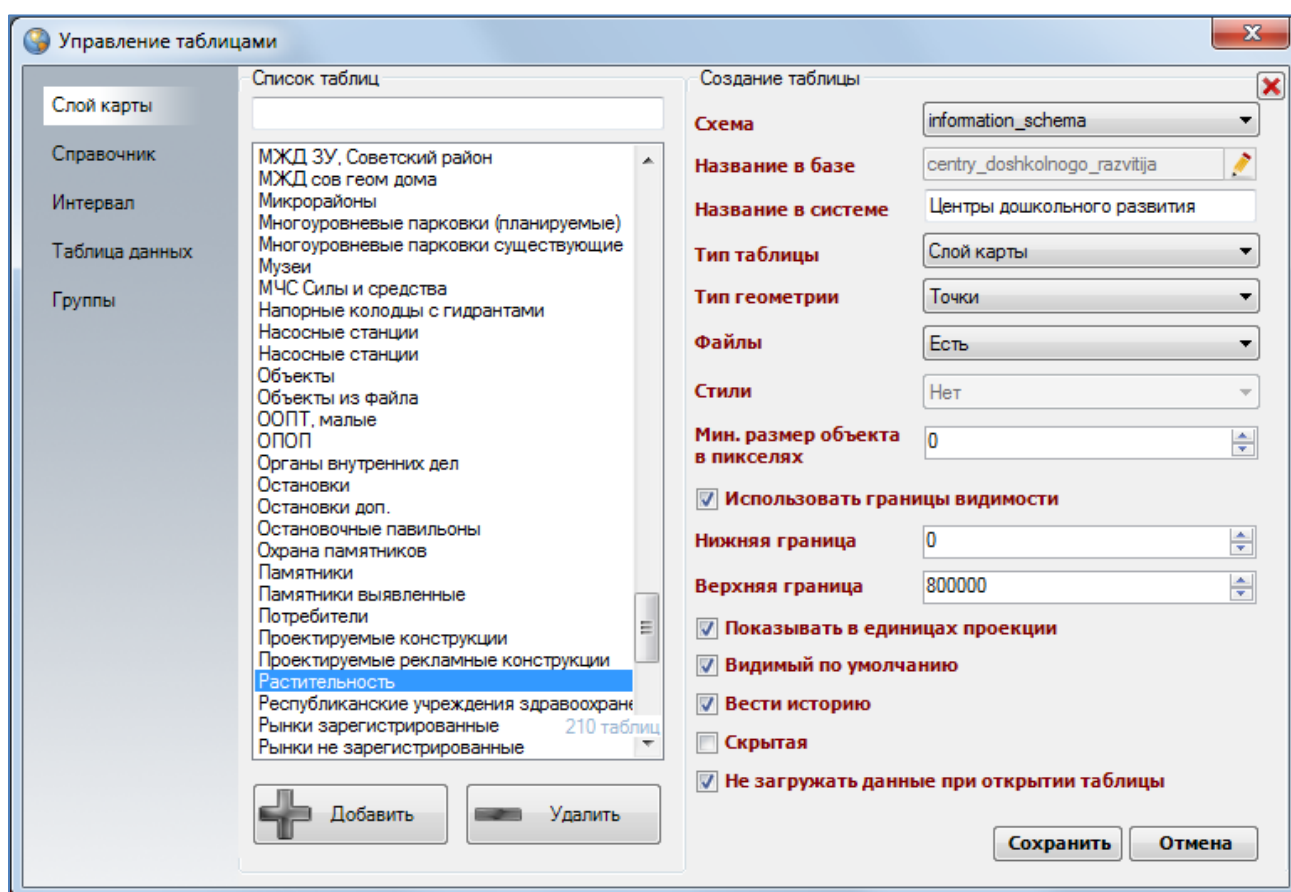 Управление таблицами
Слой карты
Справочник
Интервал
Таблица данных
Группы
Список таблиц
МЖД ЗУ, Советский район
МЖД сов геом дома
Микрорайоны
Многоуровневые парковки (планируемые)
Многоуровневые парковки существующие
Музеи
МЧС Силы и средства
Напорные колодцы с гидрантами
Насосные станции
Насосные станции
Объекты
Объекты из файла
ООПТ, малые
ОПОП
Органы внутренних дел
Остановки
Остановки доп.
Остановочные павильоны
Охрана памятников
Памятники
Памятники выявленные
Потребители
Проектируемые конструкции
Проектируемые рекламные конструкции
Растительность
Республиканские учреждения здравоохране
Рынки зарегистрированные
210 таблиц
Рынки не зарегистрированные
Добавить
Удалить
Создание таблицы
Схема information_schema
Название в базе centry_doshkolnogo_razvitija
Название в системе Центры дошкольного развития
Тип таблицы Слой карты
Тип геометрии Точки
Файлы Есть
Стили Нет
Мин. размер объекта
в пикселях 0
Использовать границы видимости
Нижняя граница 0
Верхняя граница 800000
Показывать в единицах проекции
Видимый по умолчанию
Вести историю
Скрытая
Не загружать данные при открытии таблицы
Сохранить
Отмена